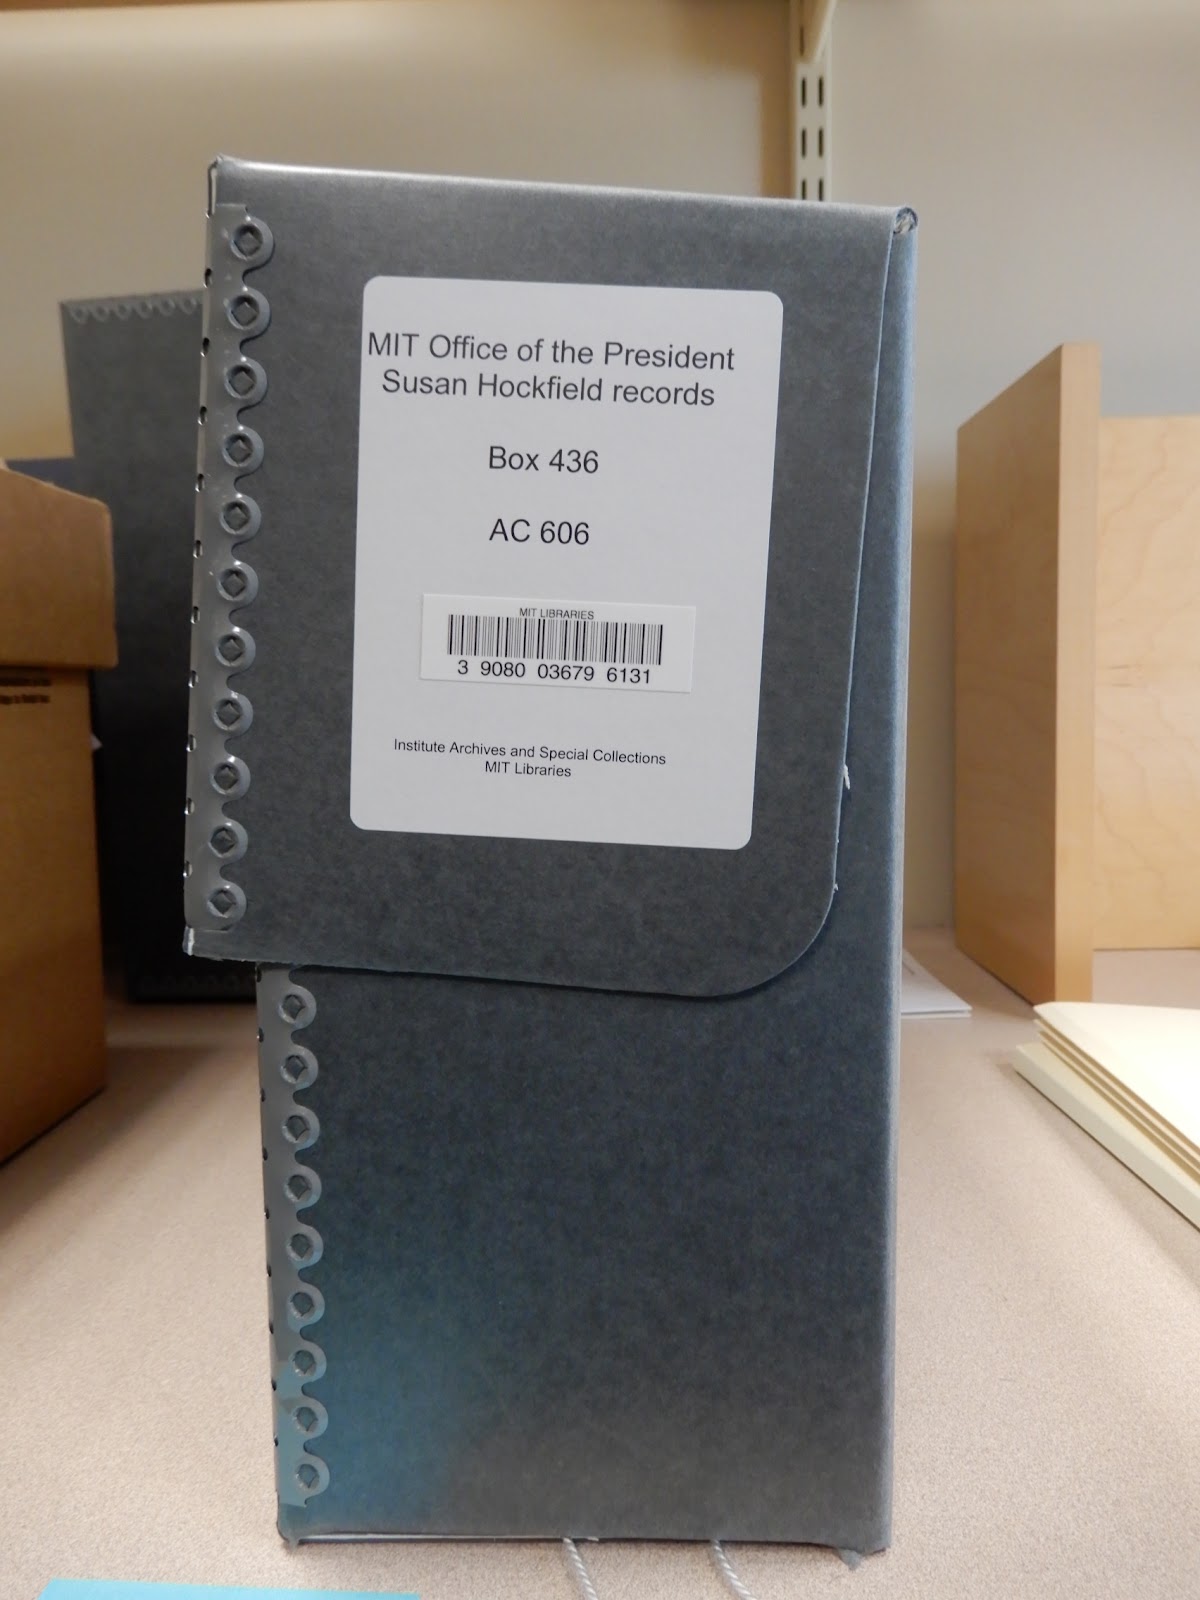 MIT Office of the President
Susan Hockfield records
Box 436
AC 606
MIT LIBRARIES
3 9080 03679 6131
Institute Archives and Special Collections
MIT Libraries